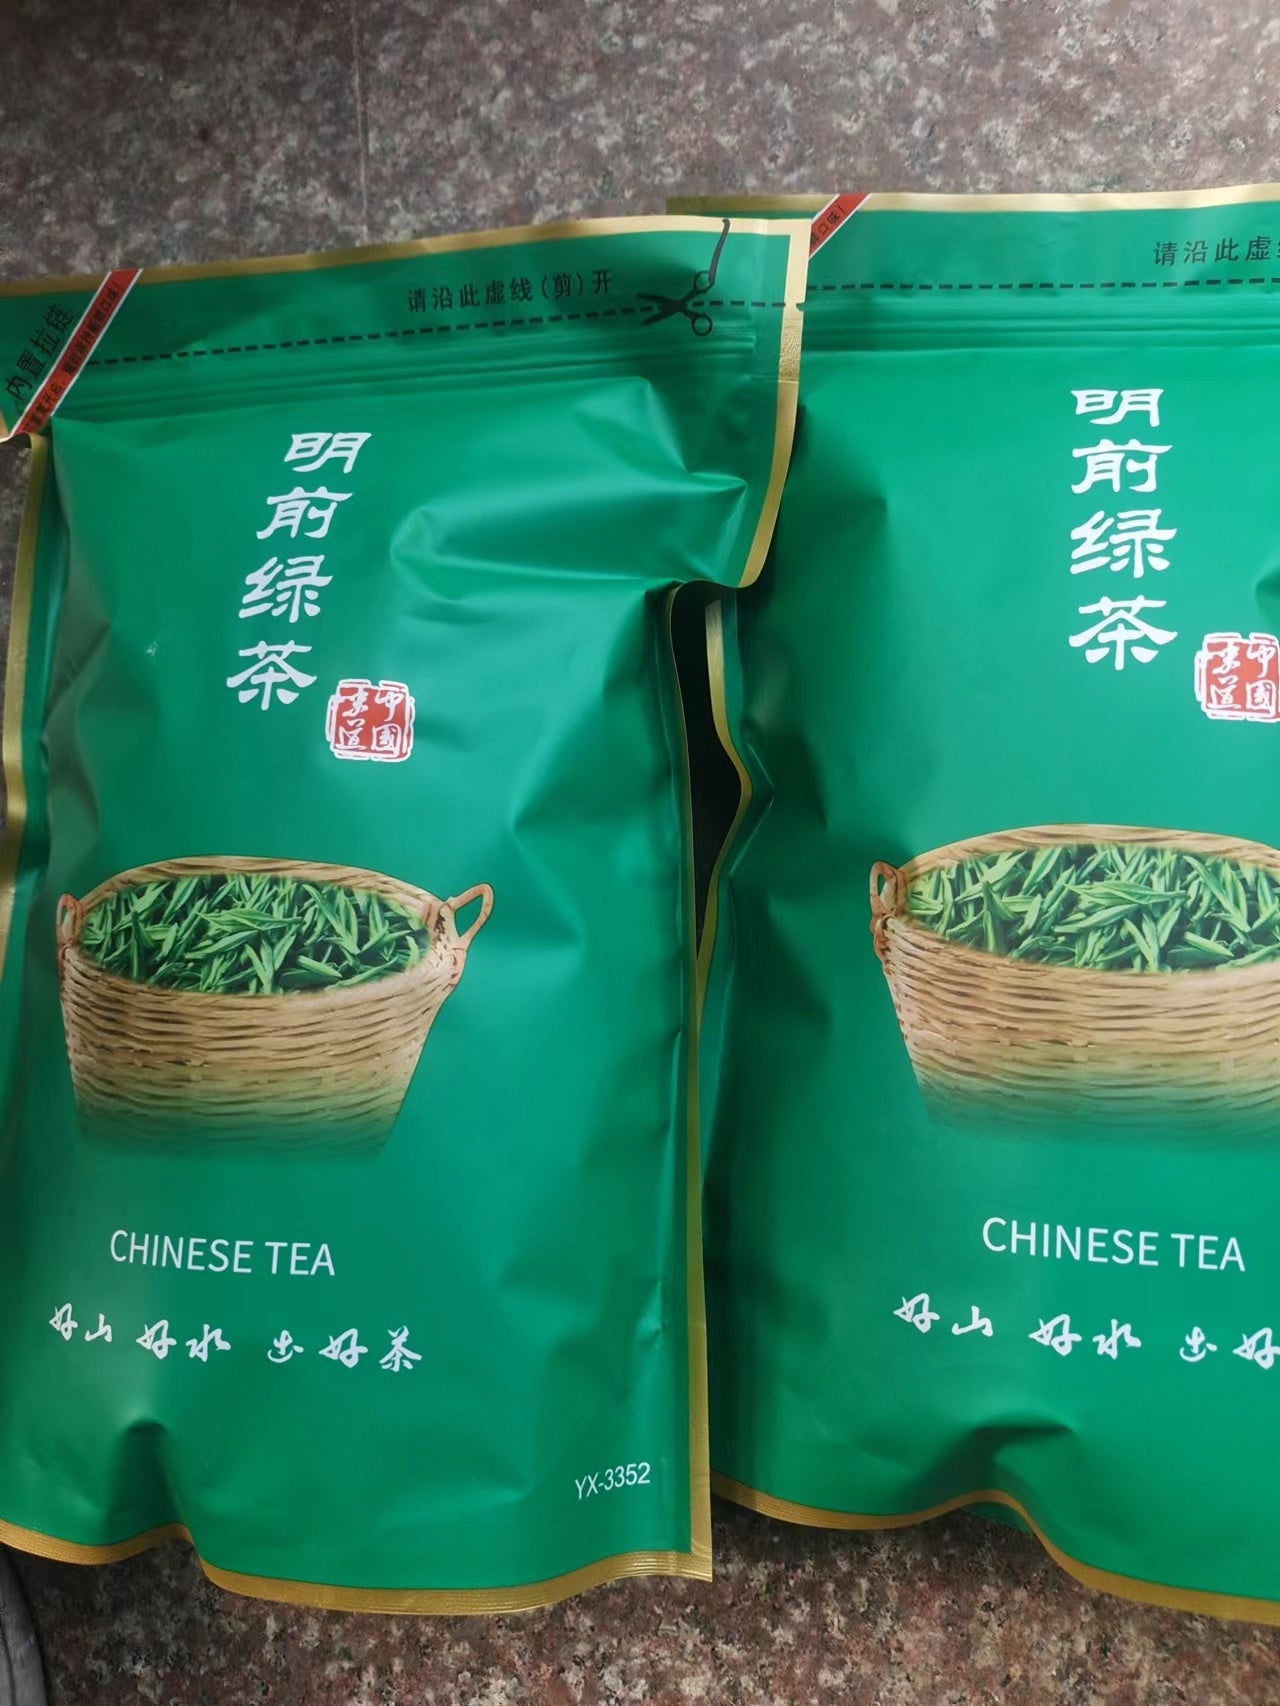 内置拉链
请沿此虚线(剪)开
明前绿茶
中国
茶道
CHINESE TEA
好山 好水 出好茶
YX-3352
请沿此虚
明前绿茶
中国
茶道
CHINESE TEA
好山 好水 出好